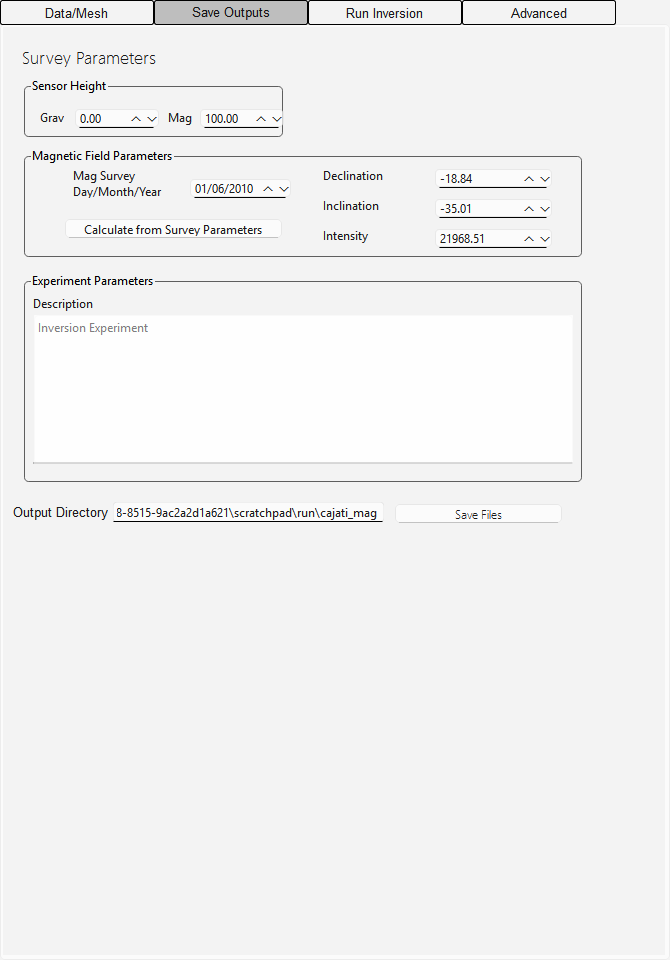 Data/Mesh Save Outputs Run Inversion Advanced
Survey Parameters
Sensor Height
Grav 0.00 Mag 100.00
Magnetic Field Parameters
Mag Survey
Day/Month/Year 01/06/2010
Calculate from Survey Parameters
Declination -18.84
Inclination -35.01
Intensity 21968.51
Experiment Parameters
Description
Inversion Experiment
Output Directory 8-8515-9ac2a2d1a621\scratchpad\run\cajati_mag Save Files